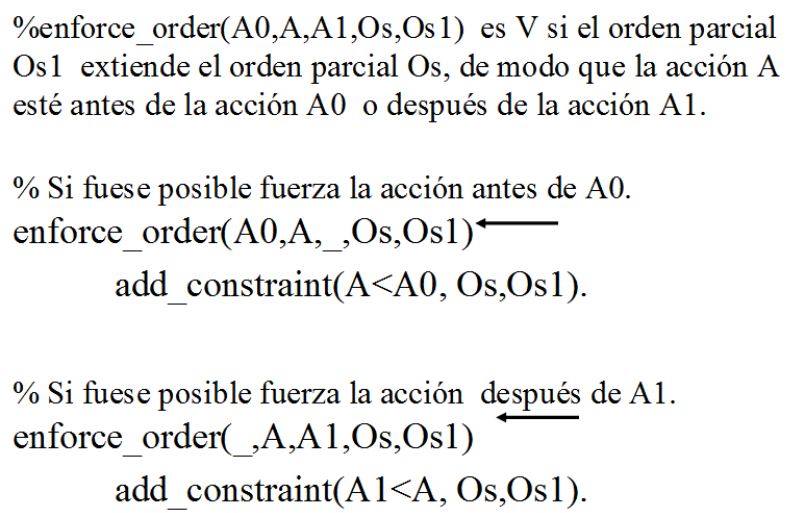 %enforce_order(A0,A,A1,Os,Os1) es V si el orden parcial
Os1 extiende el orden parcial Os, de modo que la acción A
esté antes de la acción A0 o después de la acción A1.
% Si fuese posible fuerza la acción antes de A0.
enforce_order(A0,A,_,Os,Os1)←
add_constraint(A<A0, Os,Os1).
% Si fuese posible fuerza la acción después de A1.
enforce_order(_,A,A1,Os,Os1)←
add_constraint(A1<A, Os,Os1).